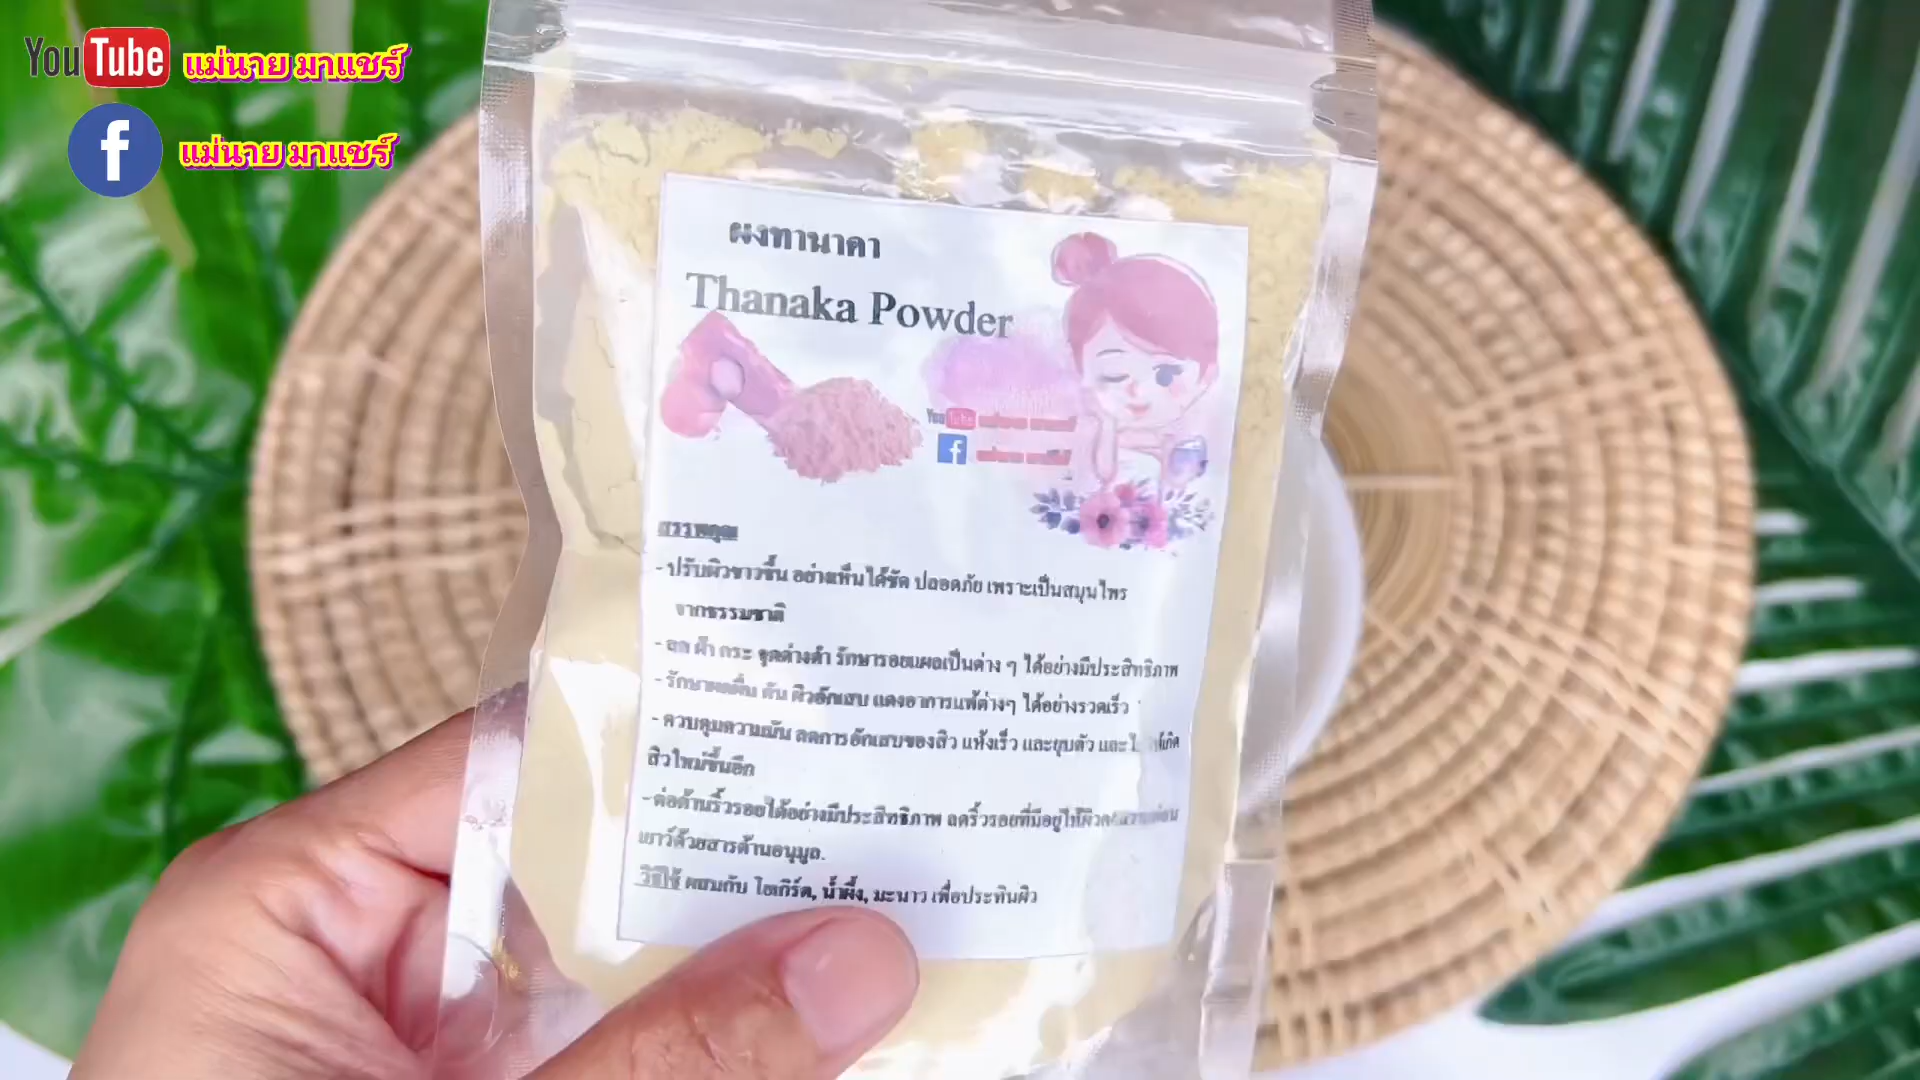 YouTube แม่นาย มาแชร์
f แม่นาย มาแชร์
ผงทานาคา
Thanaka Powder
YouTube
f
สรรพคุณ
- ปรับผิวขาวขึ้น อย่างเห็นได้ชัด ปลอดภัย เพราะเป็นสมุนไพร
จากธรรมชาติ
- ลด ฝ้า กระ จุดด่างดำ รักษารอยแผลเป็นต่าง ๆ ได้อย่างมีประสิทธิภาพ
- รักษาผดผื่น คัน ผิวอักเสบ แดงอาการแพ้ต่างๆ ได้อย่างรวดเร็ว
- ควบคุมความมัน ลดการอักเสบของสิว แห้งเร็ว และยุบตัว และ
สิวใหม่ขึ้นอีก
- ต่อต้านริ้วรอยได้อย่างมีประสิทธิภาพ ลดริ้วรอยที่มีอยู่
เยาว์ด้วยสารต้านอนุมูล.
วิธีใช้ ผสมกับ โยเกิร์ต, น้ำผึ้ง, มะนาว เพื่อประทินผิว